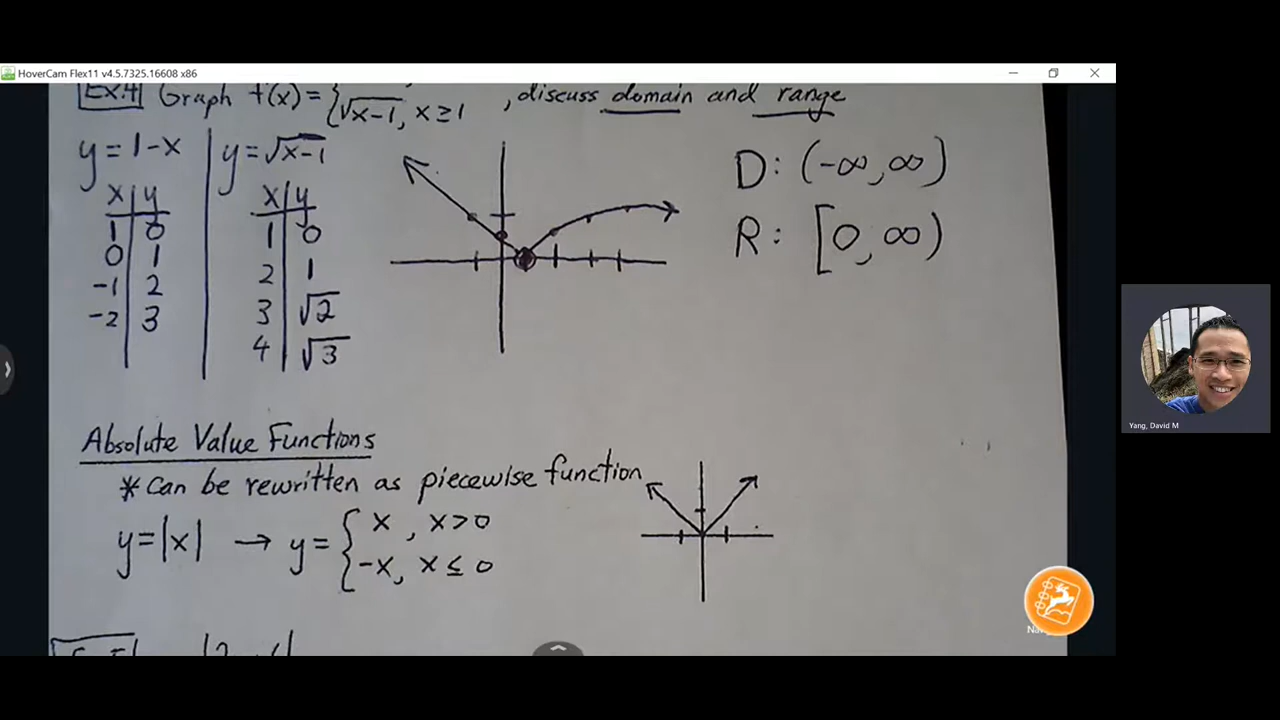 HoverCam Flex11 v4.5.7325.16608 x86
Ex.4 Graph f(x) = { √x-1, x ≥ 1 , discuss domain and range
y = 1-x | y = √x-1
x | y   x | y
1 | 0   1 | 0
0 | 1   2 | 1
-1 | 2   3 | √2
-2 | 3   4 | √3
D: (-∞, ∞)
R: [0, ∞)
Yang, David M
Absolute Value Functions
* Can be rewritten as piecewise function
y = |x| → y = { x , x > 0
-x, x ≤ 0